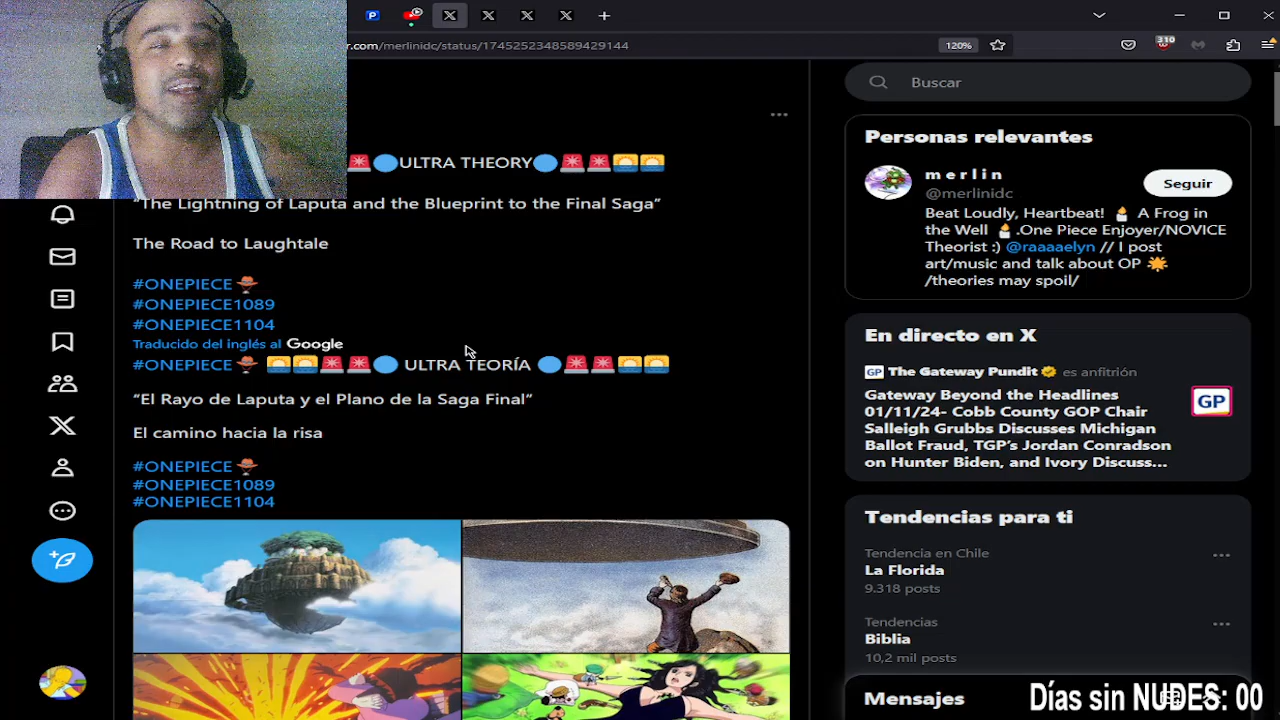 r.com/merlinidc/status/1745252348589429144
120%
310
Buscar
ULTRA THEORY
“The Lightning of Laputa and the Blueprint to the Final Saga”
The Road to Laughtale
#ONEPIECE
#ONEPIECE1089
#ONEPIECE1104
Traducido del inglés al Google
#ONEPIECE ULTRA TEORÍA
“El Rayo de Laputa y el Plano de la Saga Final”
El camino hacia la risa
#ONEPIECE
#ONEPIECE1089
#ONEPIECE1104
Personas relevantes
m e r l i n
@merlinidc
Seguir
Beat Loudly, Heartbeat! A Frog in
the Well .One Piece Enjoyer/NOVICE
Theorist :) @raaaaelyn // I post
art/music and talk about OP
/theories may spoil/
En directo en X
GP The Gateway Pundit es anfitrión
Gateway Beyond the Headlines
01/11/24- Cobb County GOP Chair
Salleigh Grubbs Discusses Michigan
Ballot Fraud, TGP’s Jordan Conradson
on Hunter Biden, and Ivory Discuss...
GP
Tendencias para ti
Tendencia en Chile
La Florida
9.318 posts
Tendencias
Biblia
10,2 mil posts
Mensajes
Días sin NUDES: 00